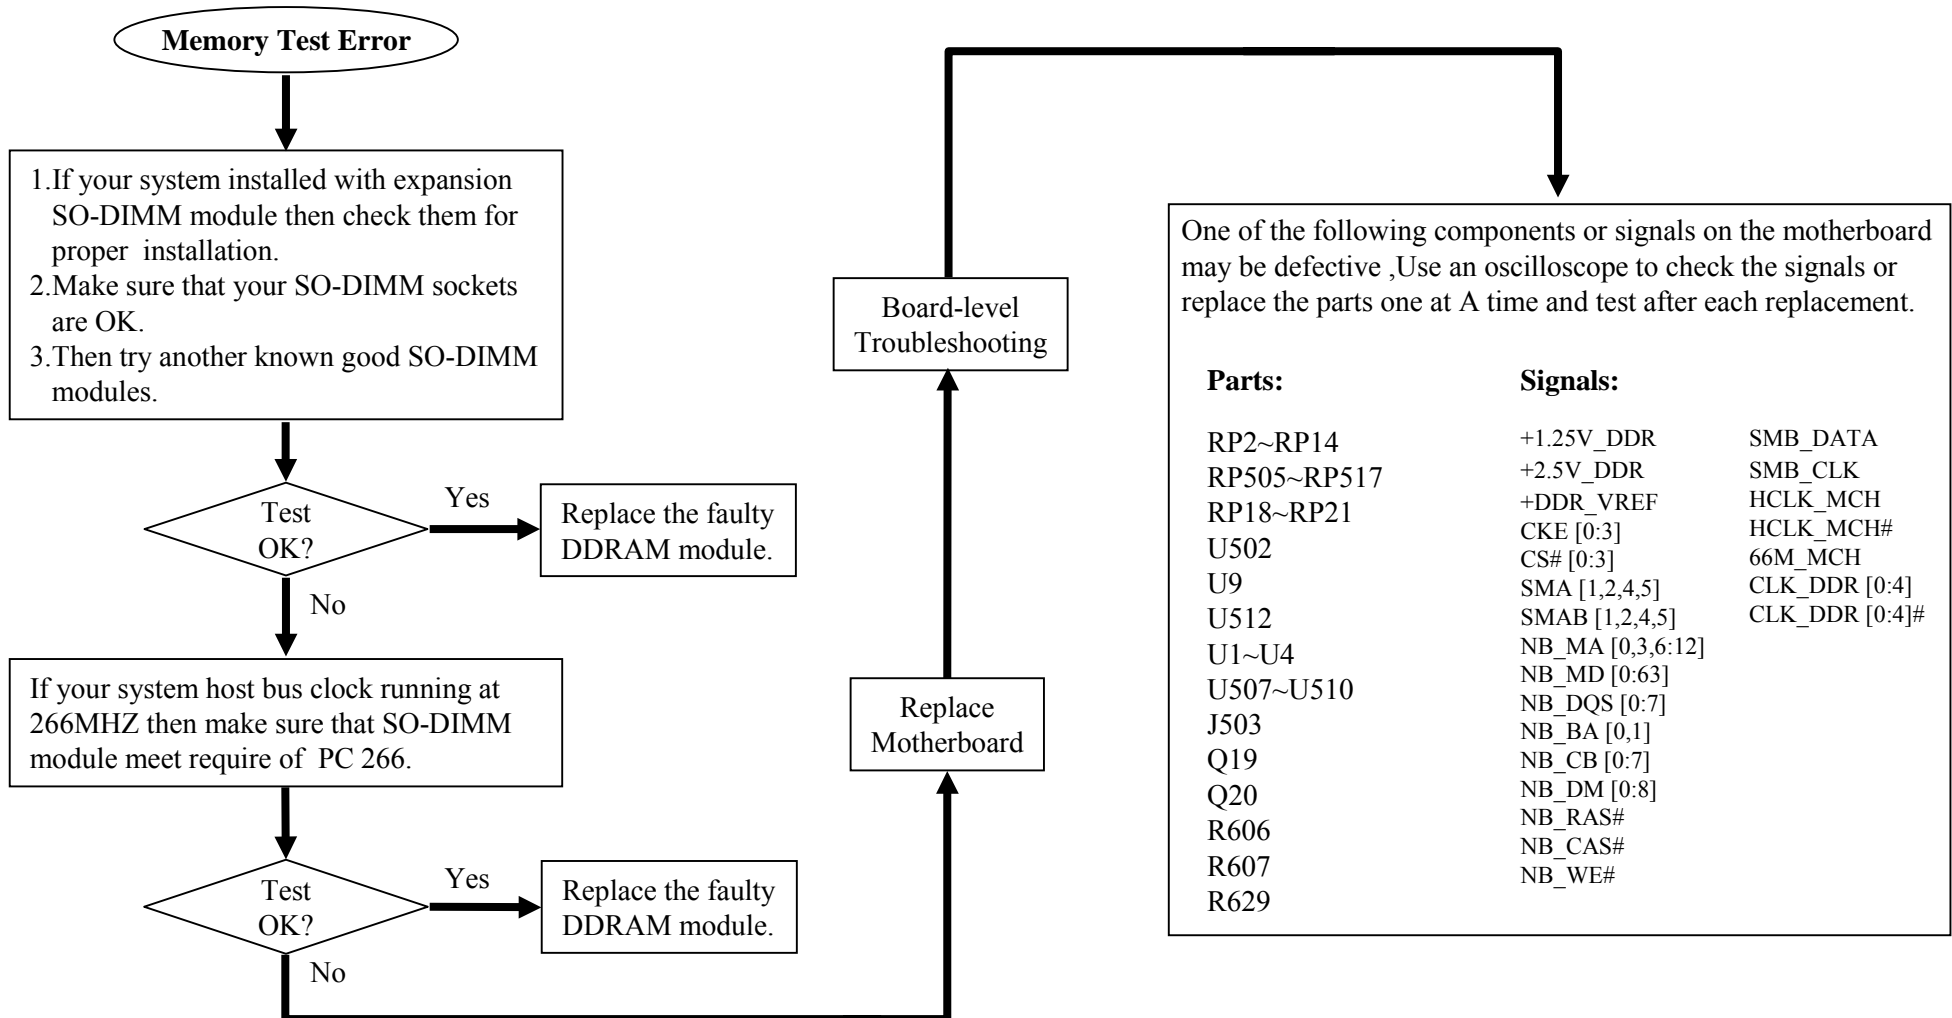 Memory Test Error
1.If your system installed with expansion
SO-DIMM module then check them for
proper installation.
2.Make sure that your SO-DIMM sockets
are OK.
3.Then try another known good SO-DIMM
modules.
Test
OK?
Yes
Replace the faulty
DDRAM module.
No
If your system host bus clock running at
266MHZ then make sure that SO-DIMM
module meet require of PC 266.
Test
OK?
Yes
Replace the faulty
DDRAM module.
No
Replace
Motherboard
Board-level
Troubleshooting
One of the following components or signals on the motherboard
may be defective ,Use an oscilloscope to check the signals or
replace the parts one at A time and test after each replacement.
Parts:
RP2~RP14
RP505~RP517
RP18~RP21
U502
U9
U512
U1~U4
U507~U510
J503
Q19
Q20
R606
R607
R629
Signals:
+1.25V_DDR
+2.5V_DDR
+DDR_VREF
CKE [0:3]
CS# [0:3]
SMA [1,2,4,5]
SMAB [1,2,4,5]
NB_MA [0,3,6:12]
NB_MD [0:63]
NB_DQS [0:7]
NB_BA [0,1]
NB_CB [0:7]
NB_DM [0:8]
NB_RAS#
NB_CAS#
NB_WE#
SMB_DATA
SMB_CLK
HCLK_MCH
HCLK_MCH#
66M_MCH
CLK_DDR [0:4]
CLK_DDR [0:4]#